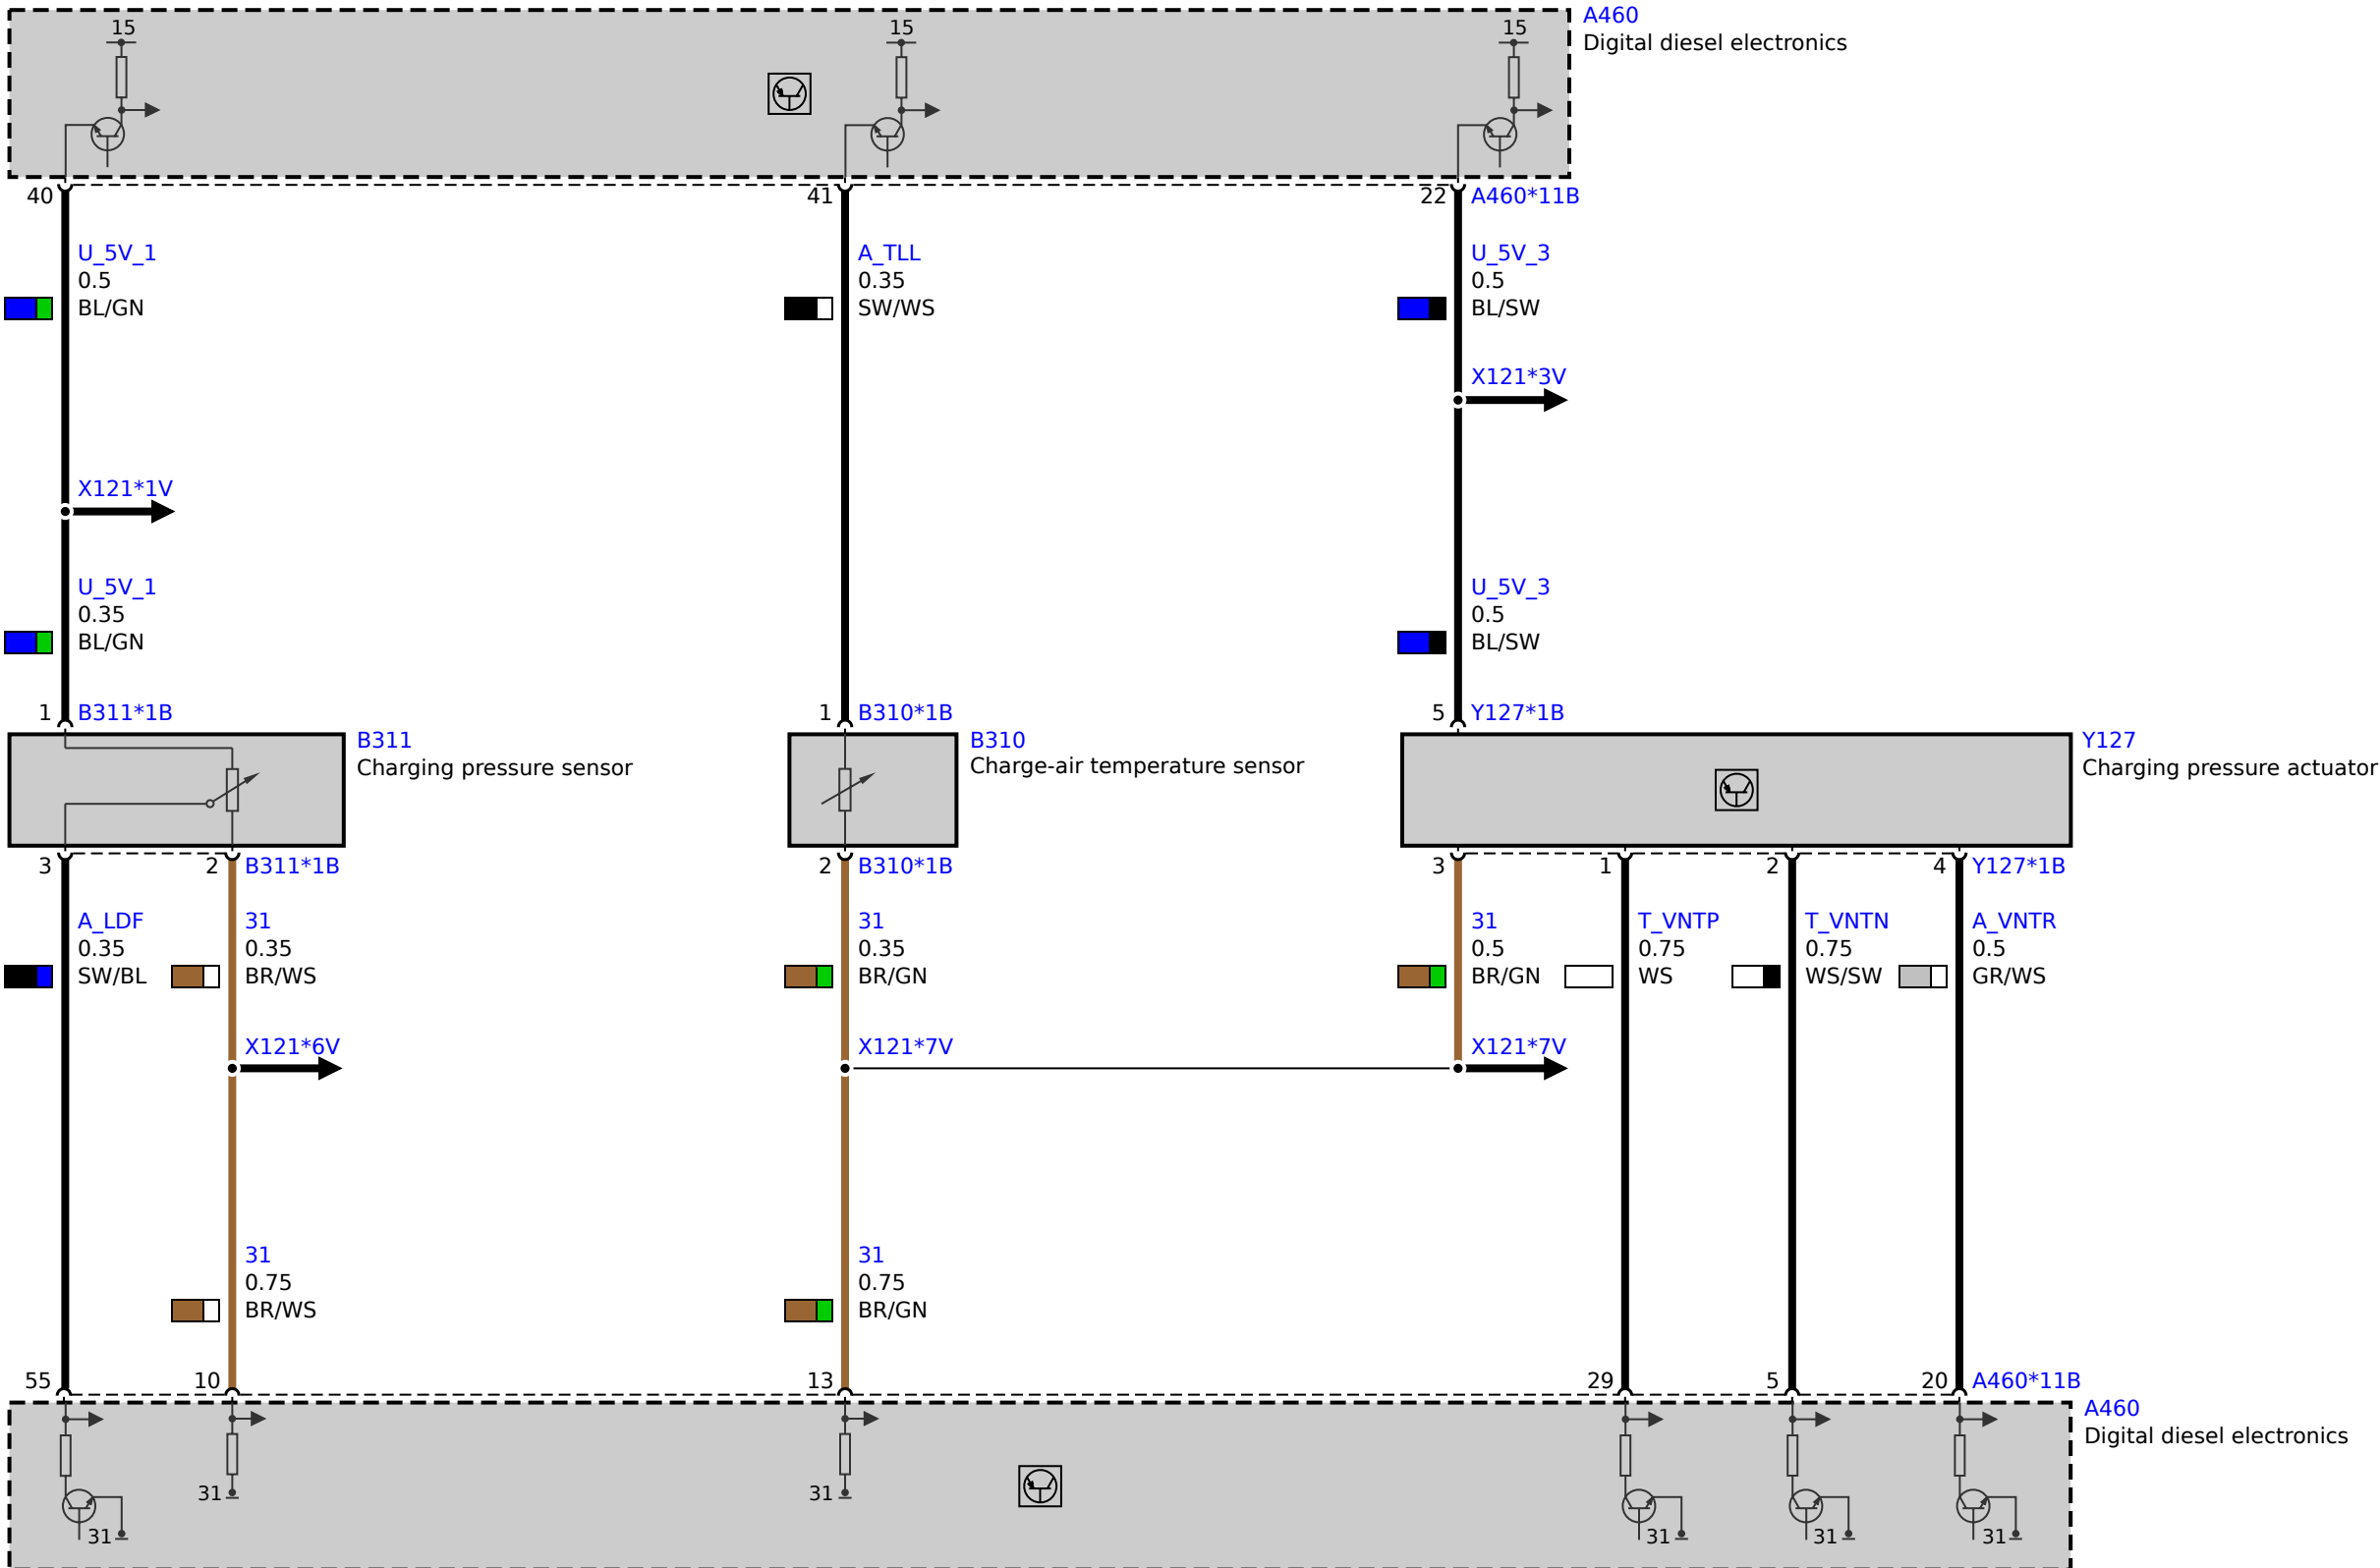 15
15
15
A460
Digital diesel electronics
40
41
22
A460*11B
U_5V_1
0.5
BL/GN
A_TLL
0.35
SW/WS
U_5V_3
0.5
BL/SW
X121*3V
X121*1V
U_5V_1
0.35
BL/GN
U_5V_3
0.5
BL/SW
1
B311*1B
1
B310*1B
5
Y127*1B
B311
Charging pressure sensor
B310
Charge-air temperature sensor
Y127
Charging pressure actuator
3
2
B311*1B
2
B310*1B
3
1
2
4
Y127*1B
A_LDF
0.35
SW/BL
31
0.35
BR/WS
31
0.35
BR/GN
31
0.5
BR/GN
T_VNTP
0.75
WS
T_VNTN
0.75
WS/SW
A_VNTR
0.5
GR/WS
X121*6V
X121*7V
X121*7V
31
0.75
BR/WS
31
0.75
BR/GN
55
10
13
29
5
20
A460*11B
A460
Digital diesel electronics
31
31
31
31
31
31